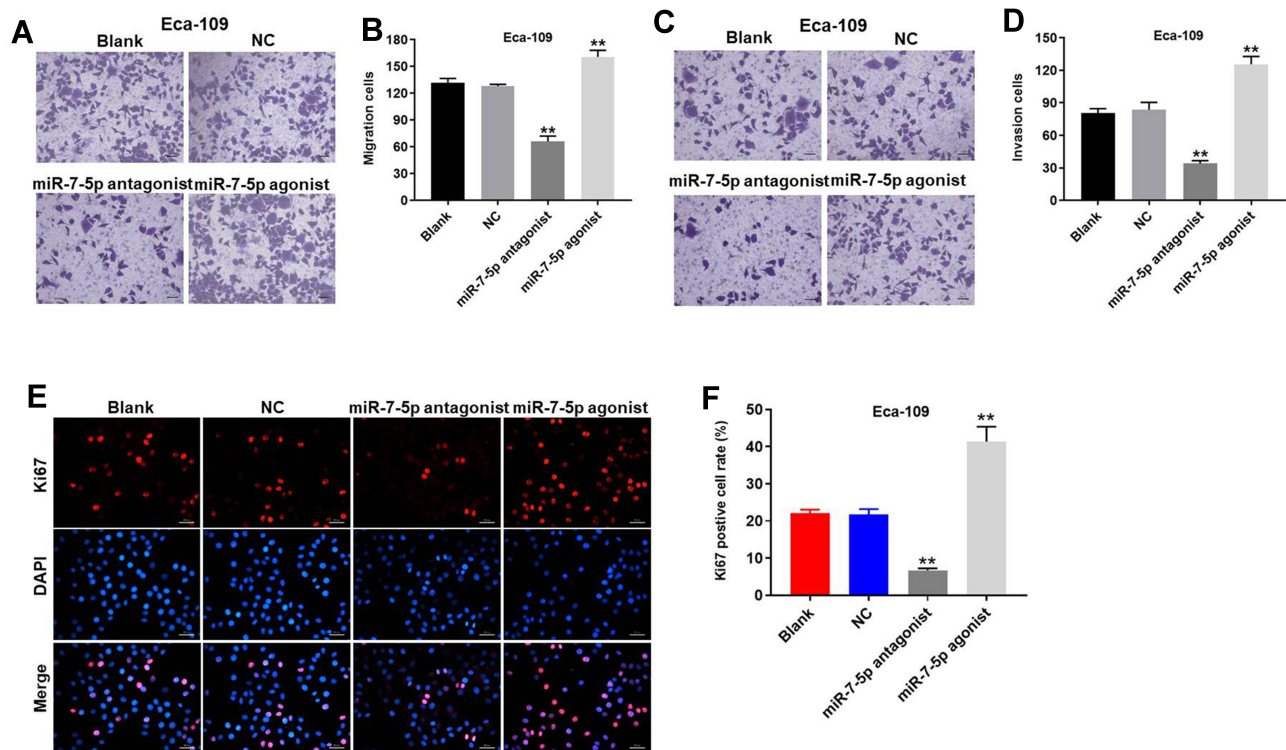 A
Eca-109
Blank
NC
miR-7-5p antagonist
miR-7-5p agonist
B
Eca-109
Migration cells
180
150
120
90
60
30
0
**
**
Blank
NC
miR-7-5p antagonist
miR-7-5p agonist
C
Eca-109
Blank
NC
miR-7-5p antagonist
miR-7-5p agonist
D
Eca-109
Invasion cells
150
120
90
60
30
0
**
**
Blank
NC
miR-7-5p antagonist
miR-7-5p agonist
E
Blank
NC
miR-7-5p antagonist
miR-7-5p agonist
Ki67
DAPI
Merge
F
Eca-109
Ki67 postive cell rate (%)
50
40
30
20
10
0
**
**
Blank
NC
miR-7-5p antagonist
miR-7-5p agonist